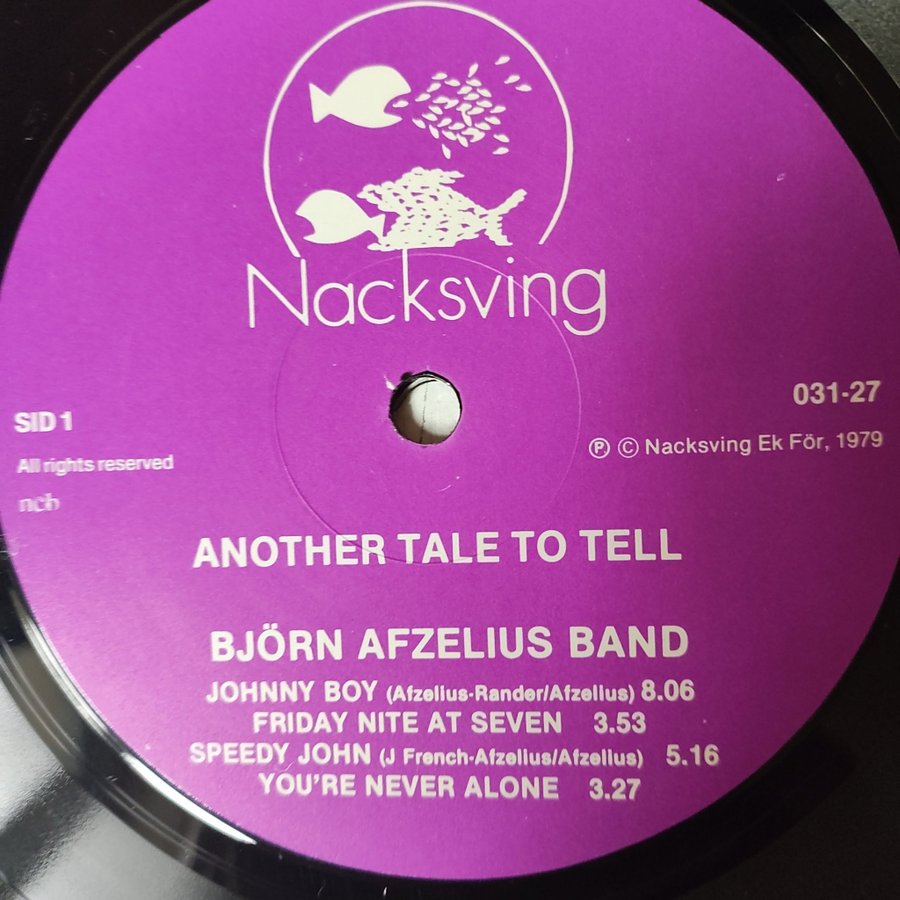 Nacksving
SID 1
031-27
All rights reserved
Ⓟ © Nacksving Ek För, 1979
ncb
ANOTHER TALE TO TELL
BJÖRN AFZELIUS BAND
JOHNNY BOY (Afzelius-Rander/Afzelius) 8.06
FRIDAY NITE AT SEVEN 3.53
SPEEDY JOHN (J French-Afzelius/Afzelius) 5.16
YOU'RE NEVER ALONE 3.27